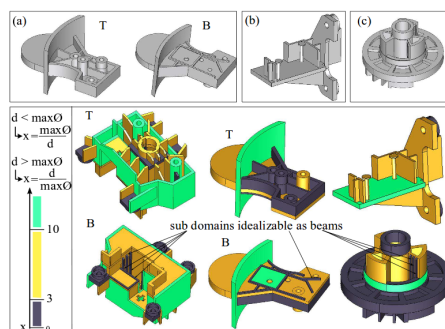 (a)
T
B
(b)
(c)
d < maxØ
x = maxØ / d
d > maxØ
x = d / maxØ
10
3
x
0
T
T
B
B
sub domains idealizable as beams